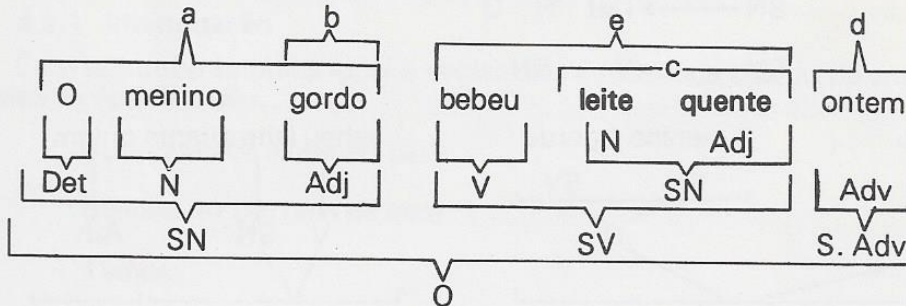 a b e d
c
O menino gordo bebeu leite quente ontem
N Adj
Det N Adj V SN Adv
SN SV S. Adv
O